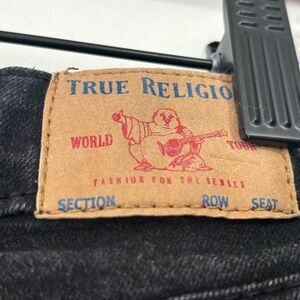 TRUE RELIGIO
WORLD TOUR
FASHION FOR THE SENSES
SECTION ROW SEAT